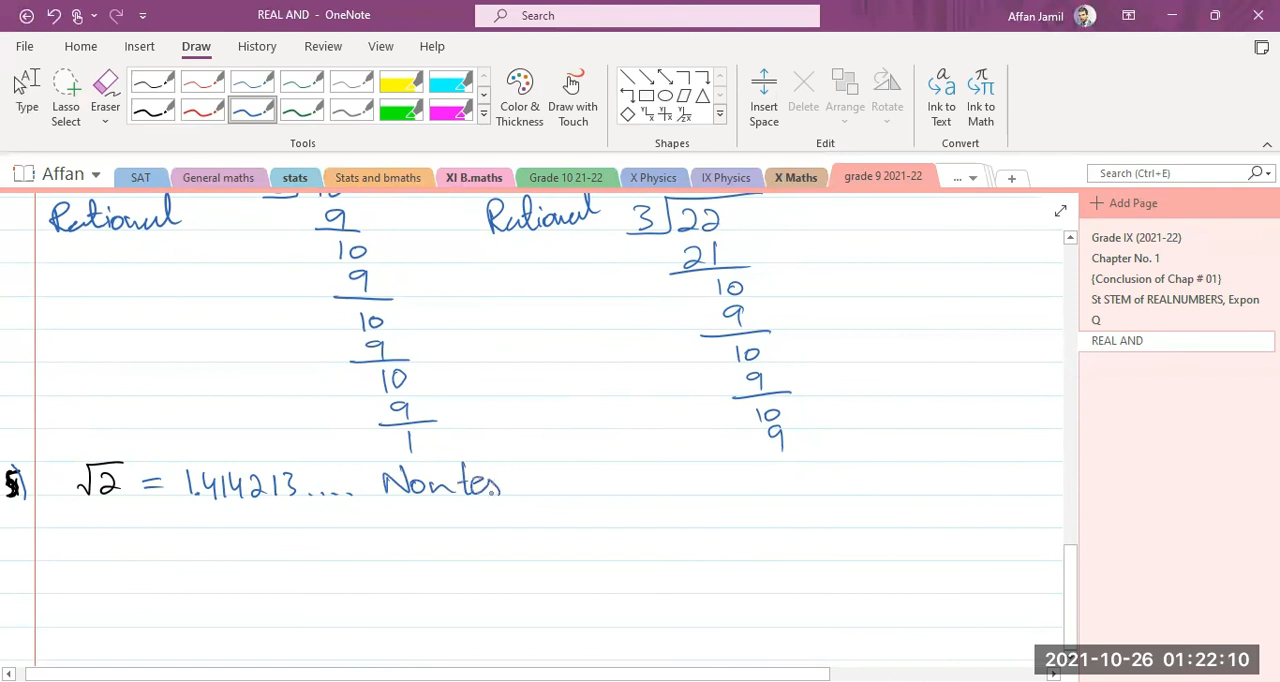 REAL AND - OneNote
Search
Affan Jamil
File Home Insert Draw History Review View Help
Type
Lasso Select
Eraser
Color & Thickness
Draw with Touch
Insert Space
Delete
Arrange
Rotate
Ink to Text
Ink to Math
Tools
Shapes
Edit
Convert
Affan
SAT General maths stats Stats and bmaths XI B.maths Grade 10 21-22 X Physics IX Physics X Maths grade 9 2021-22 ...
Search (Ctrl+E)
Add Page
Grade IX (2021-22)
Chapter No. 1
{Conclusion of Chap # 01}
St STEM of REALNUMBERS, Expon
Q
REAL AND
Rational
9
10
9
10
9
10
9
1
Rational
3 22
21
10
9
10
9
10
9
5) √2 = 1.414213.... Nontes
2021-10-26 01:22:10